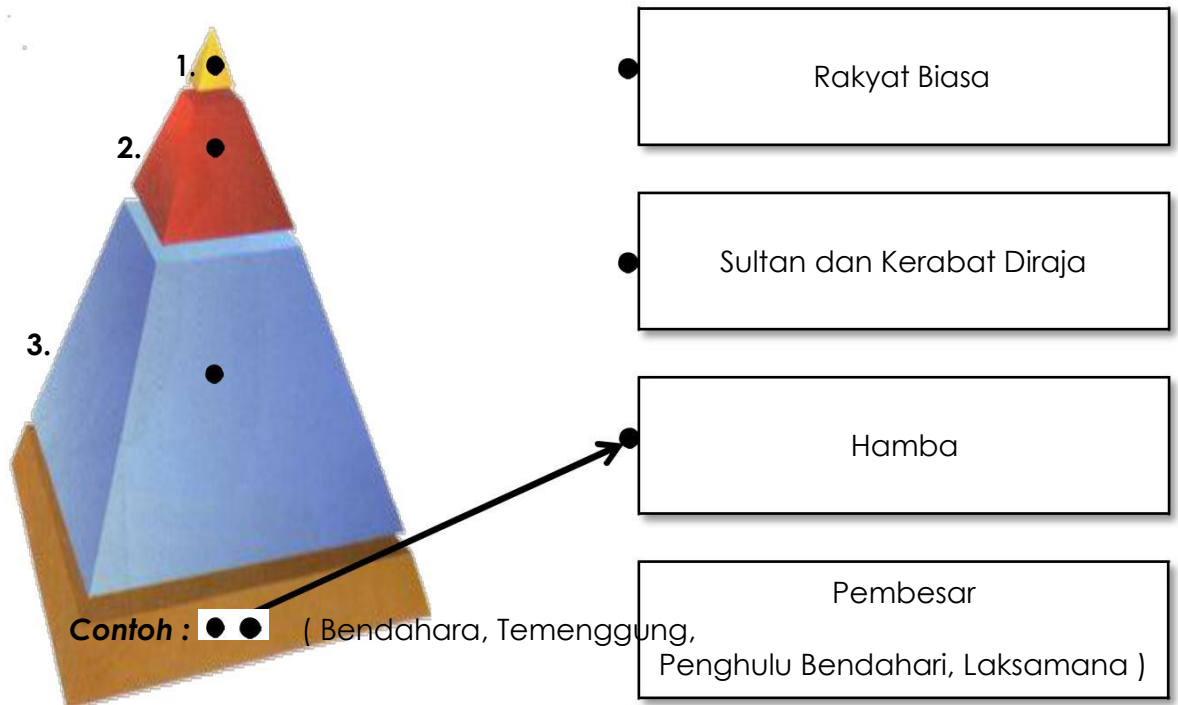 1.
2.
3.
Contoh :
Rakyat Biasa
Sultan dan Kerabat Diraja
Hamba
Pembesar
( Bendahara, Temenggung,
Penghulu Bendahari, Laksamana )